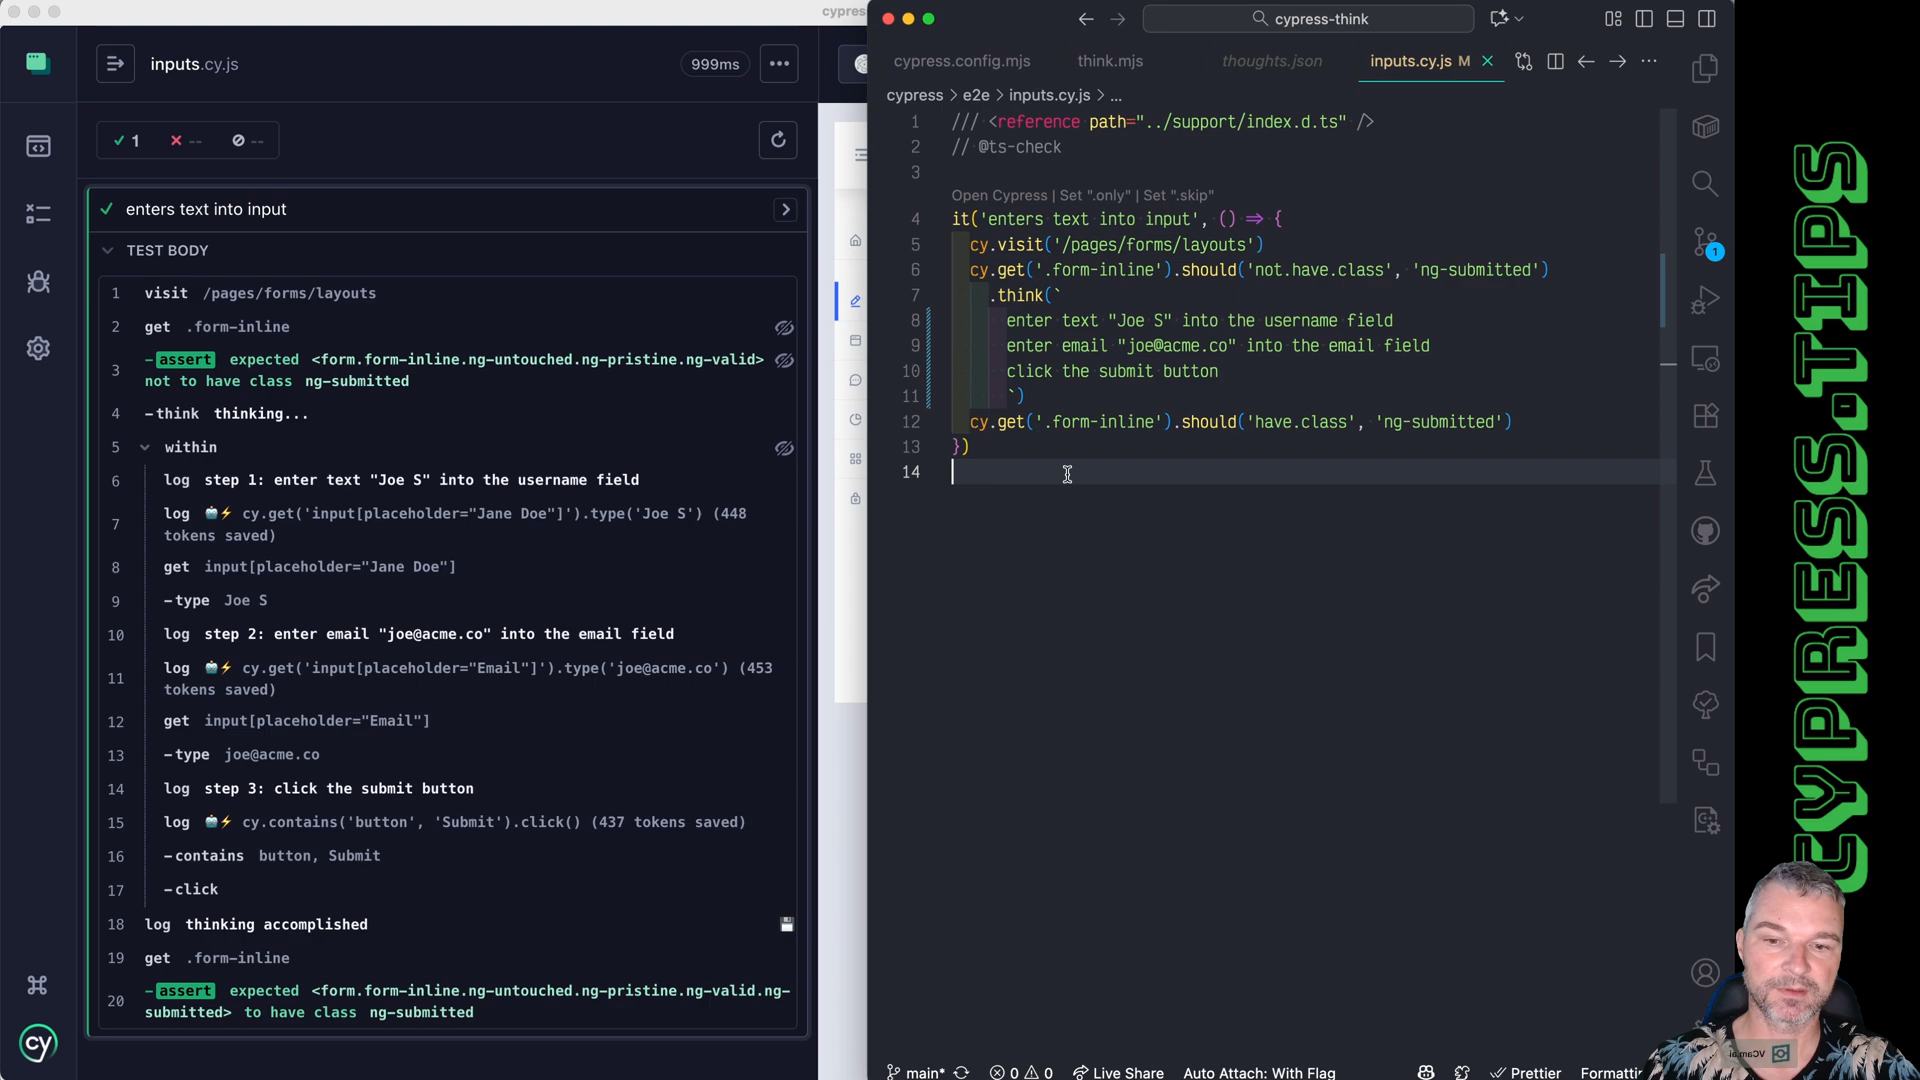 cypress
inputs.cy.js
999ms
1
--
--
enters text into input
TEST BODY
1 visit /pages/forms/layouts
2 get .form-inline
3 -assert expected <form.form-inline.ng-untouched.ng-pristine.ng-valid>
not to have class ng-submitted
4 -think thinking...
5 within
6 log step 1: enter text "Joe S" into the username field
7 log 🤖⚡ cy.get('input[placeholder="Jane Doe"]').type('Joe S') (448
tokens saved)
8 get input[placeholder="Jane Doe"]
9 -type Joe S
10 log step 2: enter email "joe@acme.co" into the email field
11 log 🤖⚡ cy.get('input[placeholder="Email"]').type('joe@acme.co') (453
tokens saved)
12 get input[placeholder="Email"]
13 -type joe@acme.co
14 log step 3: click the submit button
15 log 🤖⚡ cy.contains('button', 'Submit').click() (437 tokens saved)
16 -contains button, Submit
17 -click
18 log thinking accomplished
19 get .form-inline
20 -assert expected <form.form-inline.ng-untouched.ng-pristine.ng-valid.ng-
submitted> to have class ng-submitted
cy
cypress-think
cypress.config.mjs think.mjs thoughts.json inputs.cy.js M
cypress > e2e > inputs.cy.js > ...
1 /// <reference path="../support/index.d.ts" />
2 // @ts-check
3
Open Cypress | Set ".only" | Set ".skip"
4 it('enters text into input', () => {
5 cy.visit('/pages/forms/layouts')
6 cy.get('.form-inline').should('not.have.class', 'ng-submitted')
7 .think(`
8 enter text "Joe S" into the username field
9 enter email "joe@acme.co" into the email field
10 click the submit button
11 `)
12 cy.get('.form-inline').should('have.class', 'ng-submitted')
13 })
14
1
main* 0 0 Live Share Auto Attach: With Flag Prettier Formatti
CYPRESS.TIPS
VCam.ai